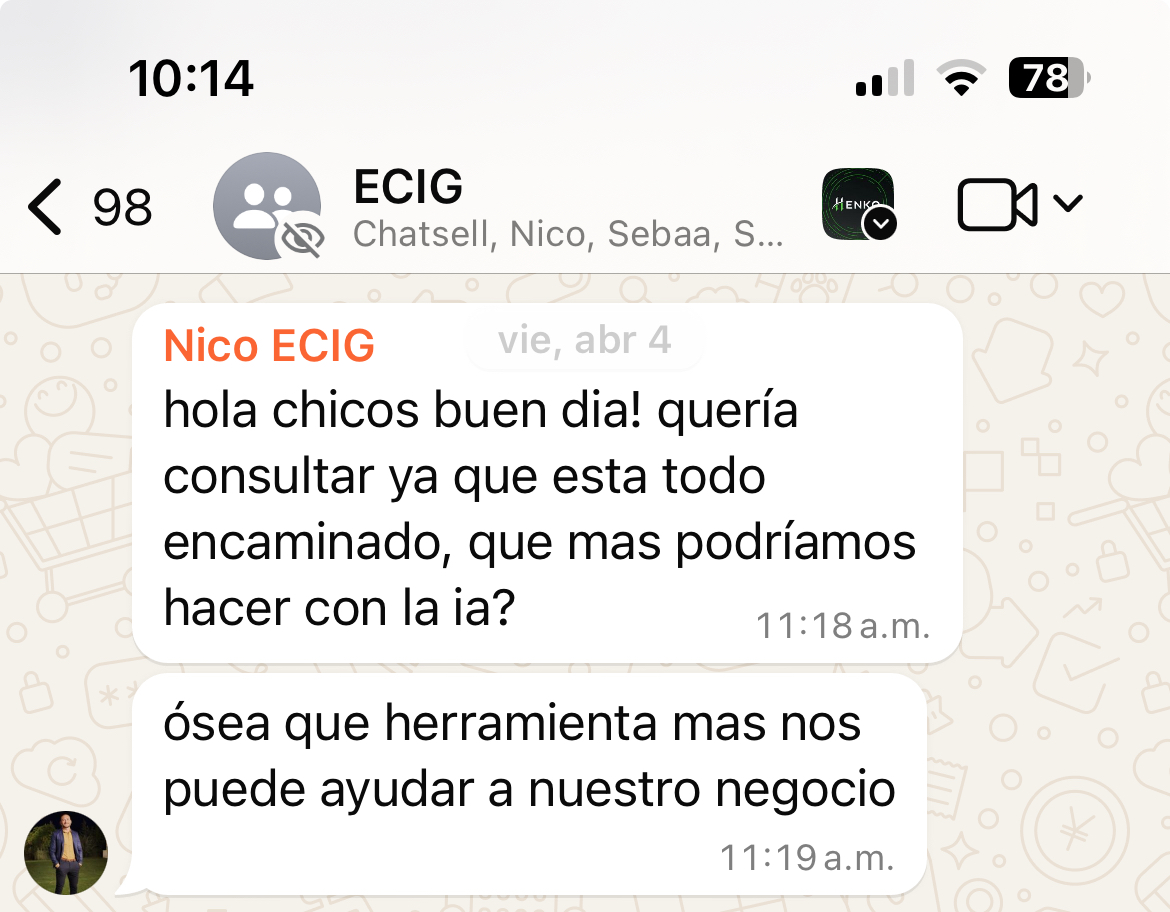 10:14
78
98
ECIG
Chatsell, Nico, Sebaa, S...
HENKO
Nico ECIG
vie, abr 4
hola chicos buen dia! quería
consultar ya que esta todo
encaminado, que mas podríamos
hacer con la ia?
11:18 a.m.
ósea que herramienta mas nos
puede ayudar a nuestro negocio
11:19 a.m.